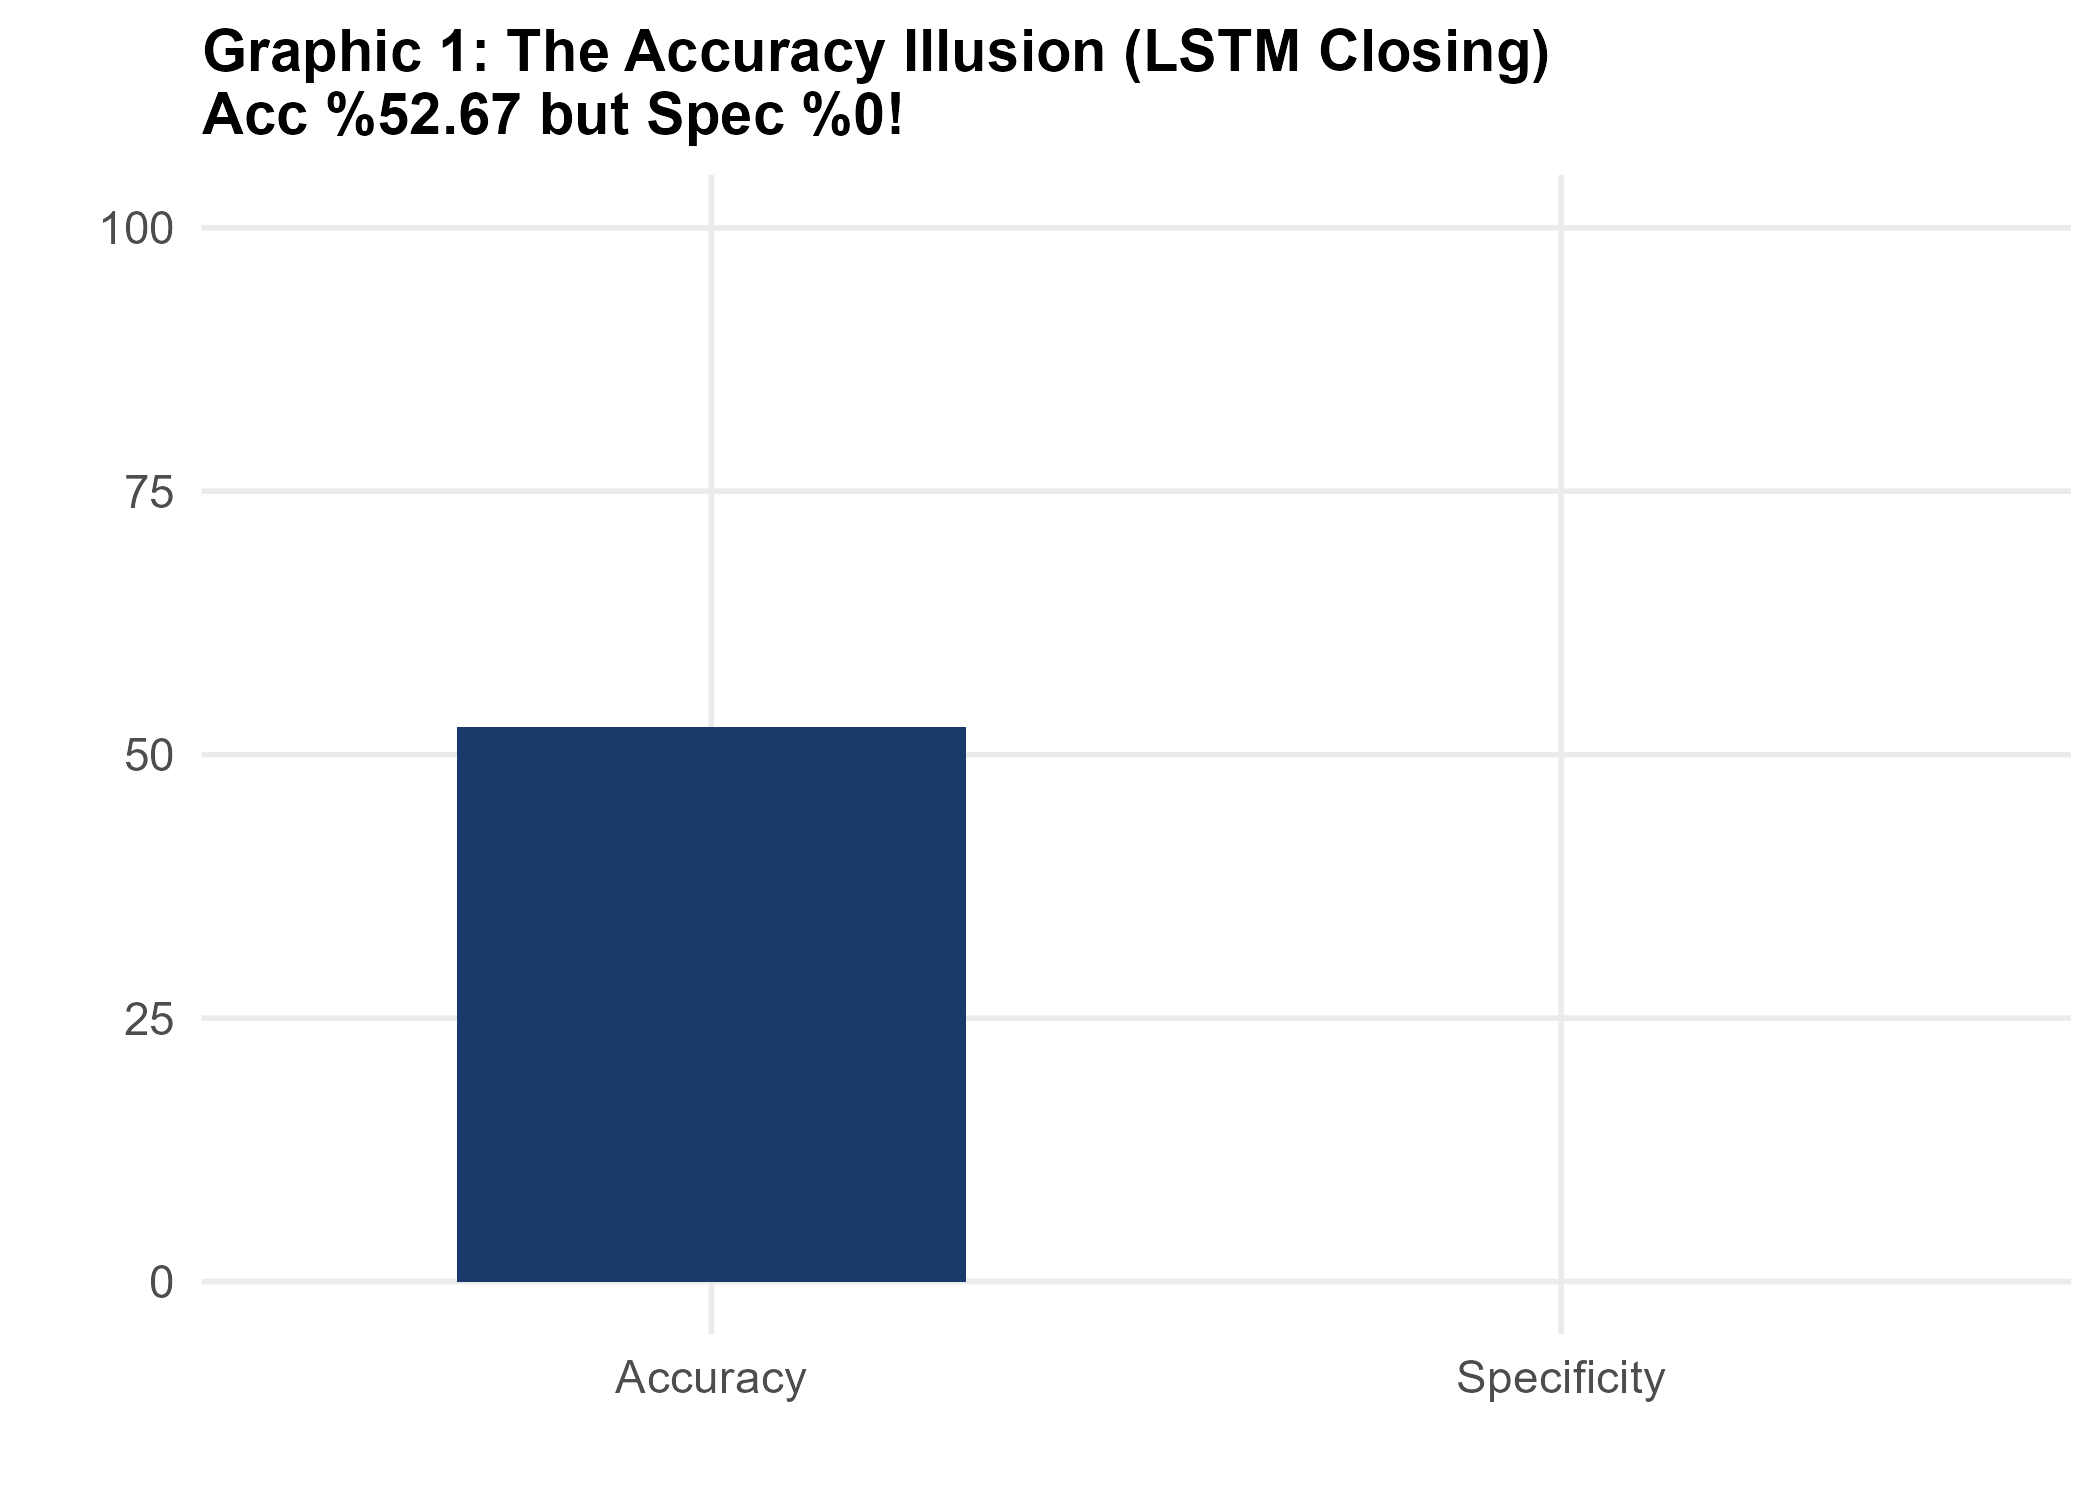 Graphic 1: The Accuracy Illusion (LSTM Closing)
Acc %52.67 but Spec %0!
100
75
50
25
0
Accuracy
Specificity